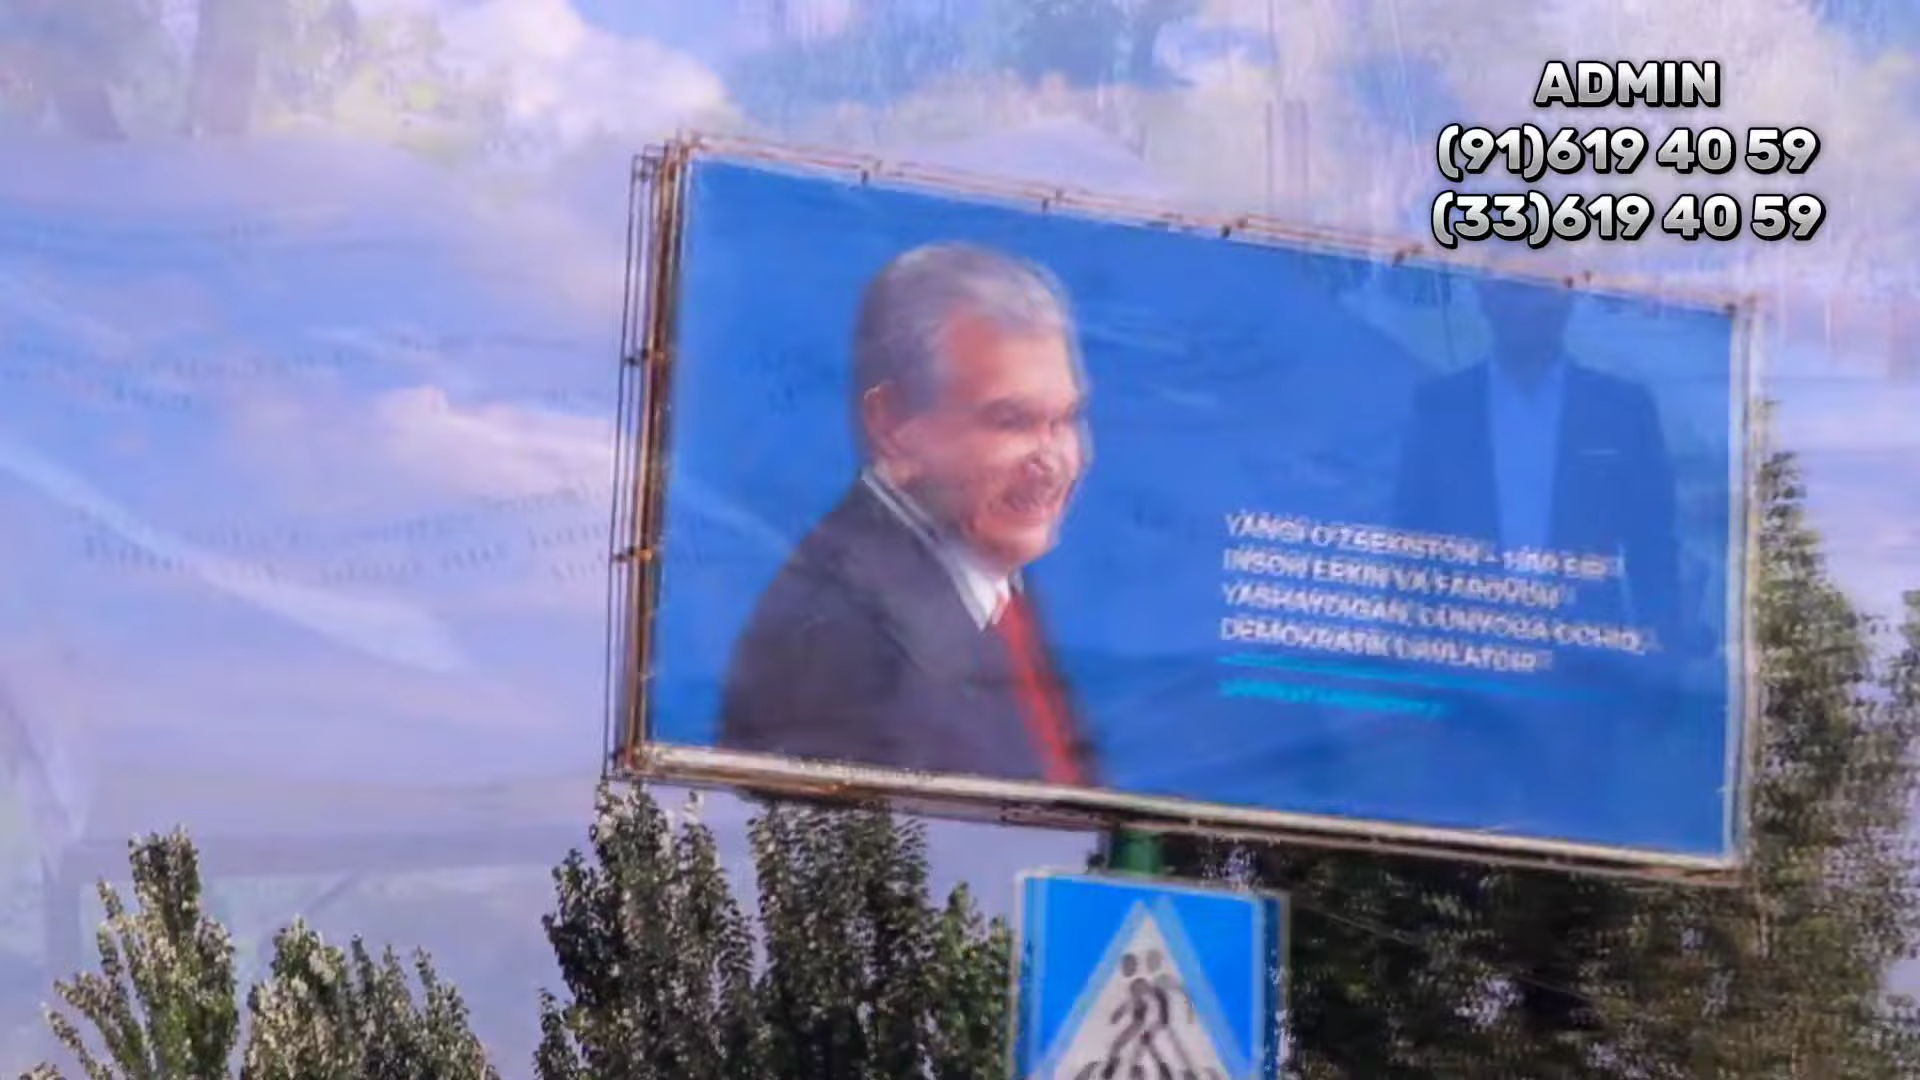 ADMIN
(91)619 40 59
(33)619 40 59
YANGI O'ZBEKISTON - HAR BIR
INSON ERKIN VA FAROVON
YASHAYDIGAN, DUNYOGA OCHIQ,
DEMOKRATIK DAVLATDIR